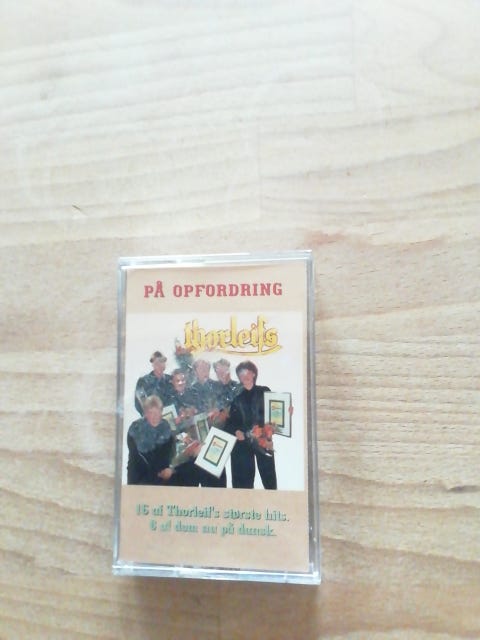 PÅ OPFORDRING
thorleifs
16 af Thorleif's største hits.
6 af dem nu på dansk.